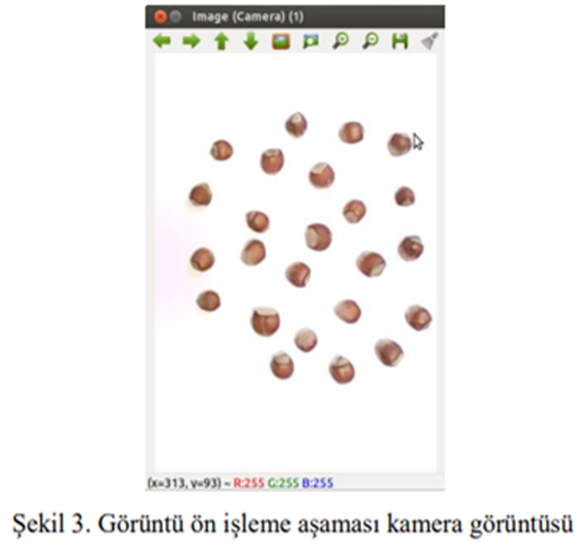 Image (Camera) (1)
(x=313, y=93) ~ R:255 G:255 B:255
Şekil 3. Görüntü ön işleme aşaması kamera görüntüsü